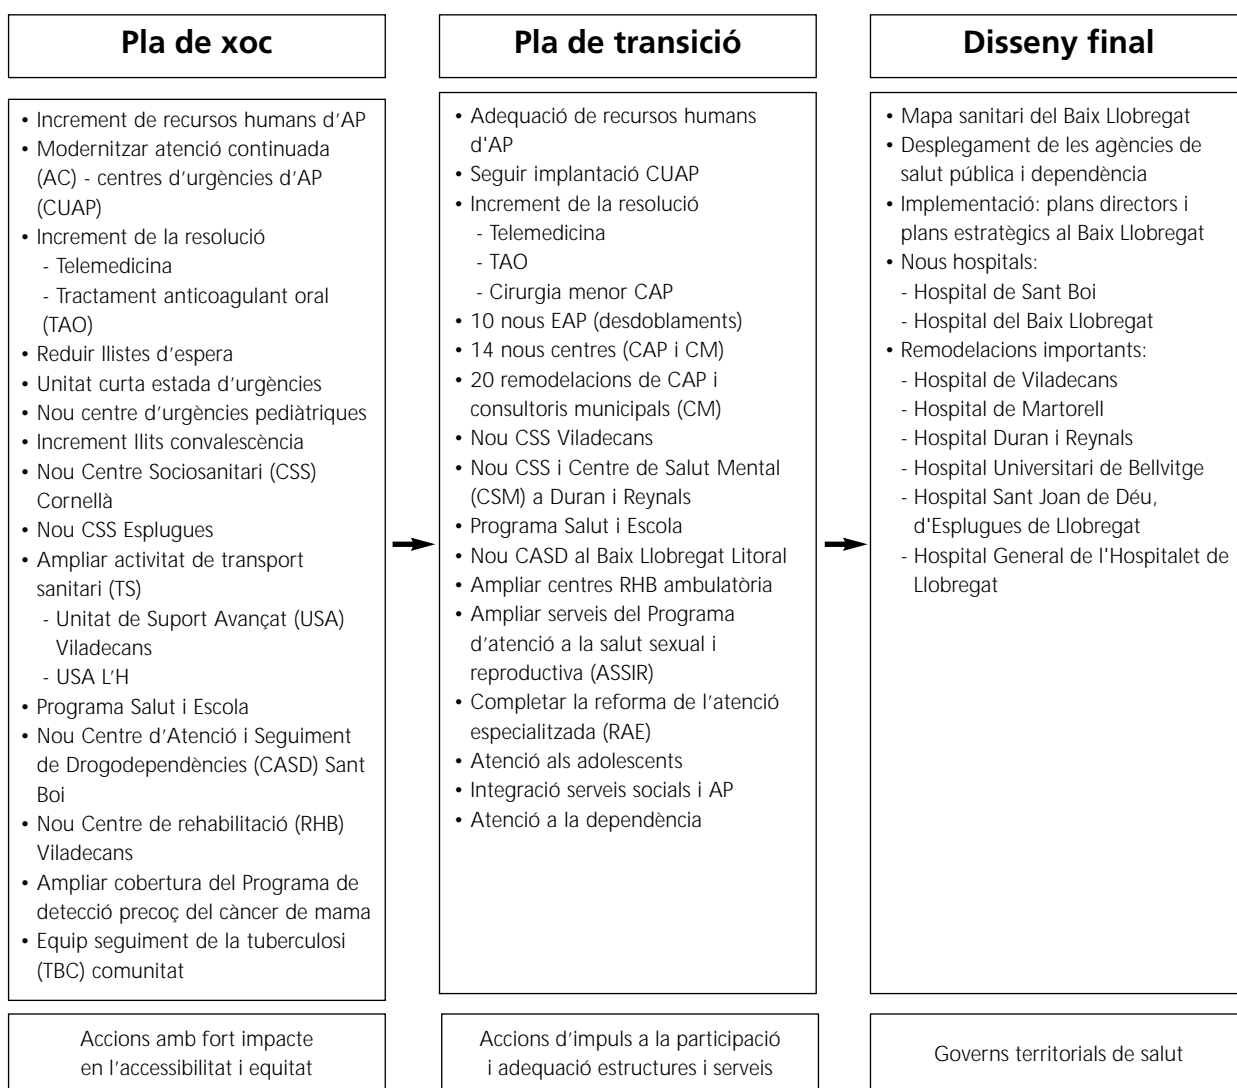 Pla de xoc
• Increment de recursos humans d’AP
• Modernitzar atenció continuada
(AC) - centres d’urgències d’AP
(CUAP)
• Increment de la resolució
- Telemedicina
- Tractament anticoagulant oral
(TAO)
• Reduir llistes d’espera
• Unitat curta estada d’urgències
• Nou centre d’urgències pediàtriques
• Increment llits convalescència
• Nou Centre Sociosanitari (CSS)
Cornellà
• Nou CSS Esplugues
• Ampliar activitat de transport
sanitari (TS)
- Unitat de Suport Avançat (USA)
Viladecans
- USA L’H
• Programa Salut i Escola
• Nou Centre d’Atenció i Seguiment
de Drogodependències (CASD) Sant
Boi
• Nou Centre de rehabilitació (RHB)
Viladecans
• Ampliar cobertura del Programa de
detecció precoç del càncer de mama
• Equip seguiment de la tuberculosi
(TBC) comunitat
Accions amb fort impacte
en l’accessibilitat i equitat
Pla de transició
• Adequació de recursos humans
d'AP
• Seguir implantació CUAP
• Increment de la resolució
- Telemedicina
- TAO
- Cirurgia menor CAP
• 10 nous EAP (desdoblaments)
• 14 nous centres (CAP i CM)
• 20 remodelacions de CAP i
consultoris municipals (CM)
• Nou CSS Viladecans
• Nou CSS i Centre de Salut Mental
(CSM) a Duran i Reynals
• Programa Salut i Escola
• Nou CASD al Baix Llobregat Litoral
• Ampliar centres RHB ambulatòria
• Ampliar serveis del Programa
d’atenció a la salut sexual i
reproductiva (ASSIR)
• Completar la reforma de l’atenció
especialitzada (RAE)
• Atenció als adolescents
• Integració serveis socials i AP
• Atenció a la dependència
Accions d’impuls a la participació
i adequació estructures i serveis
Disseny final
• Mapa sanitari del Baix Llobregat
• Desplegament de les agències de
salut pública i dependència
• Implementació: plans directors i
plans estratègics al Baix Llobregat
• Nous hospitals:
- Hospital de Sant Boi
- Hospital del Baix Llobregat
• Remodelacions importants:
- Hospital de Viladecans
- Hospital de Martorell
- Hospital Duran i Reynals
- Hospital Universitari de Bellvitge
- Hospital Sant Joan de Déu,
d'Esplugues de Llobregat
- Hospital General de l'Hospitalet de
Llobregat
Governs territorials de salut